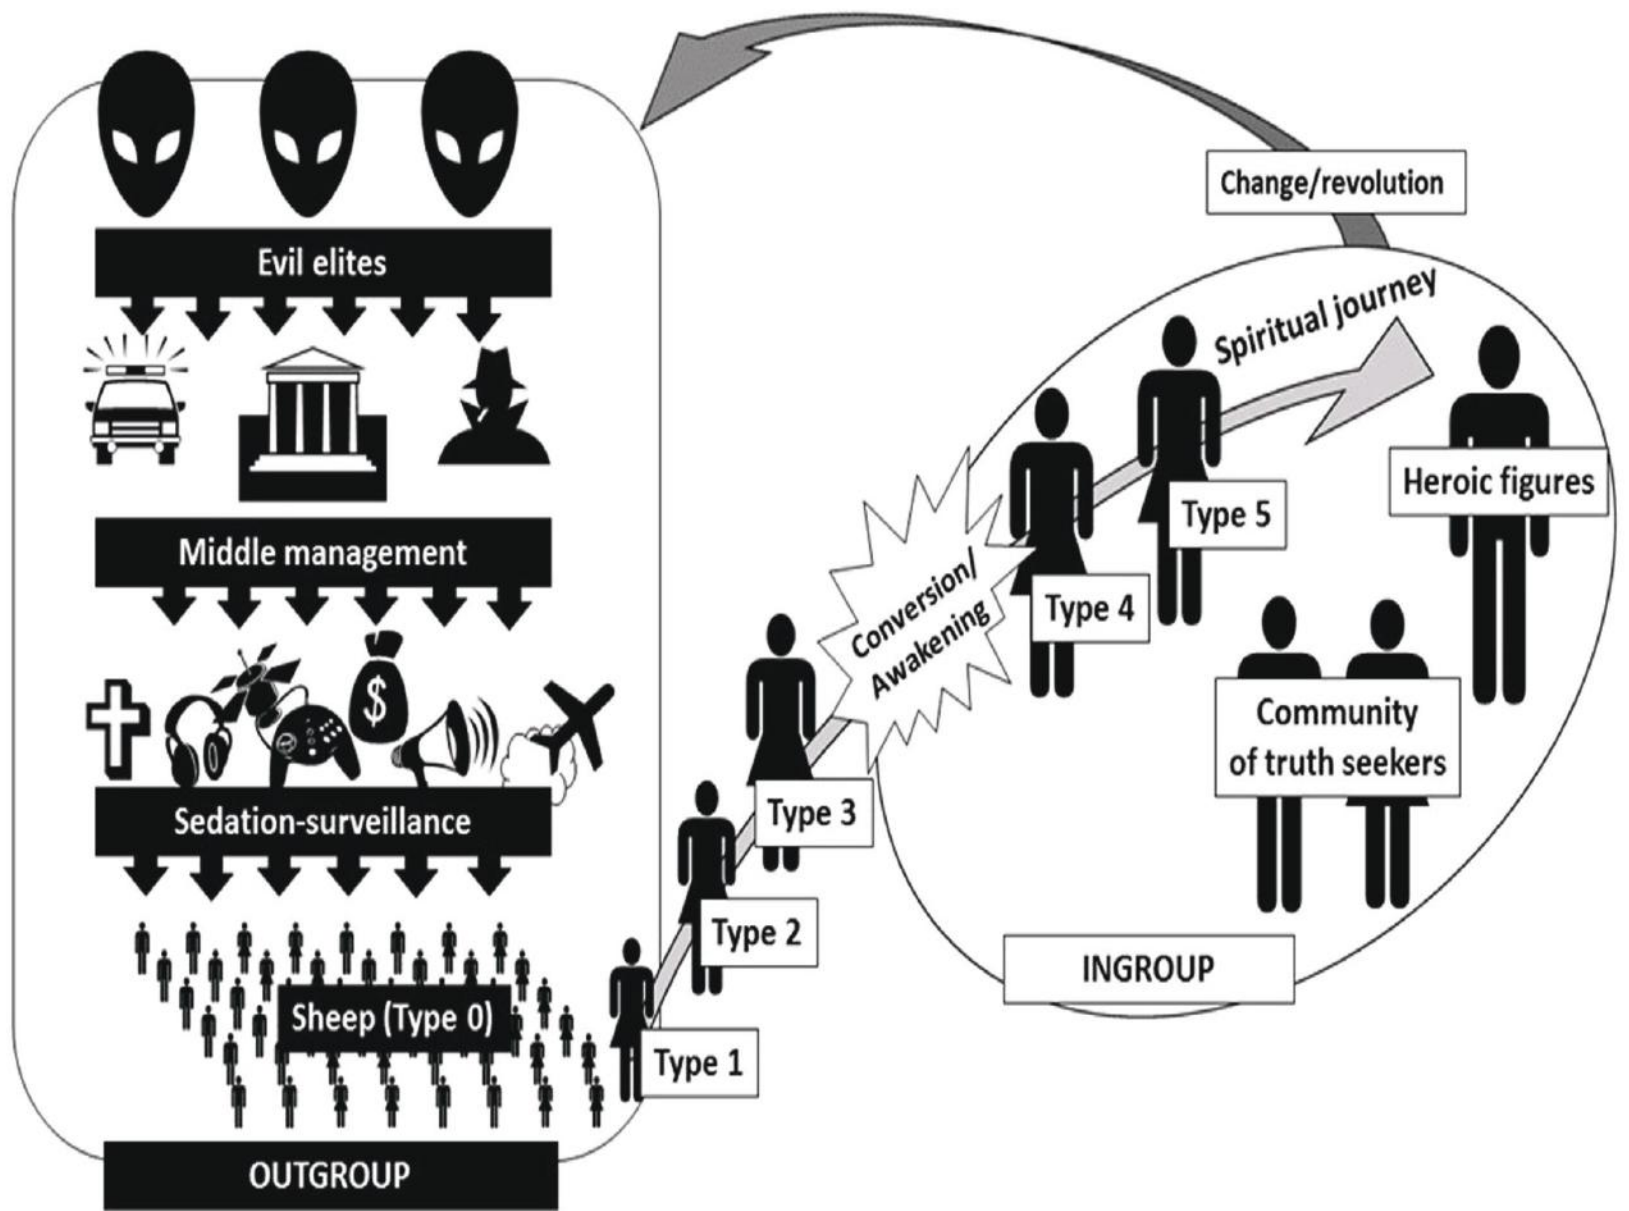 Evil elites
Middle management
$
Sedation-surveillance
Sheep (Type 0)
OUTGROUP
Type 1
Type 2
Type 3
Conversion/
Awakening
Type 4
Type 5
Spiritual journey
Heroic figures
Community
of truth seekers
INGROUP
Change/revolution